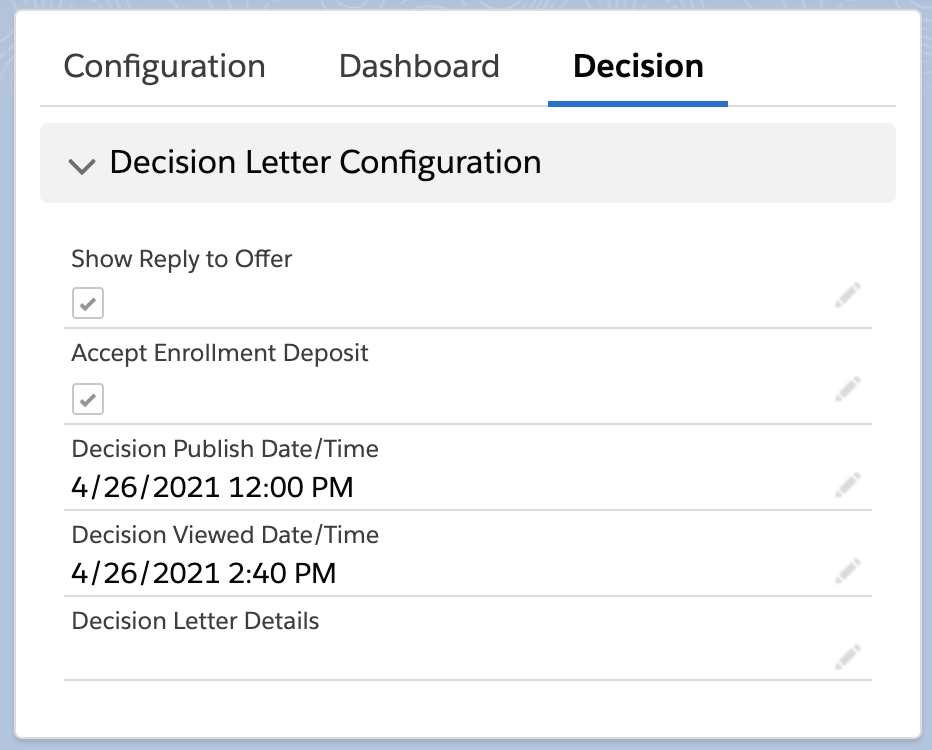 Configuration Dashboard Decision
Decision Letter Configuration
Show Reply to Offer
Accept Enrollment Deposit
Decision Publish Date/Time
4/26/2021 12:00 PM
Decision Viewed Date/Time
4/26/2021 2:40 PM
Decision Letter Details